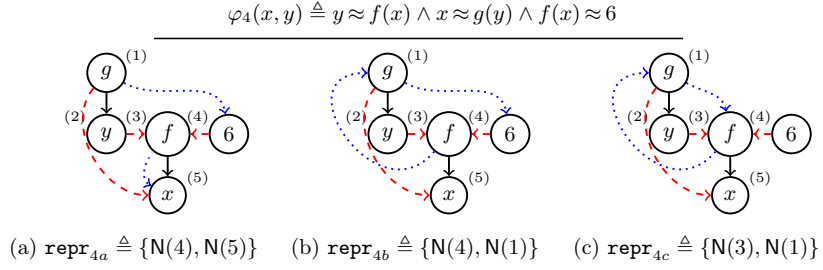 φ₄(x, y) ≜ y ≈ f(x) ∧ x ≈ g(y) ∧ f(x) ≈ 6
(1) (1) (1)
g g g
(2) (3) (4) (2) (3) (4) (2) (3) (4)
y f 6 y f 6 y f 6
(5) (5) (5)
x x x
(a) repr₄ₐ ≜ {N(4), N(5)} (b) repr₄b ≜ {N(4), N(1)} (c) repr₄c ≜ {N(3), N(1)}